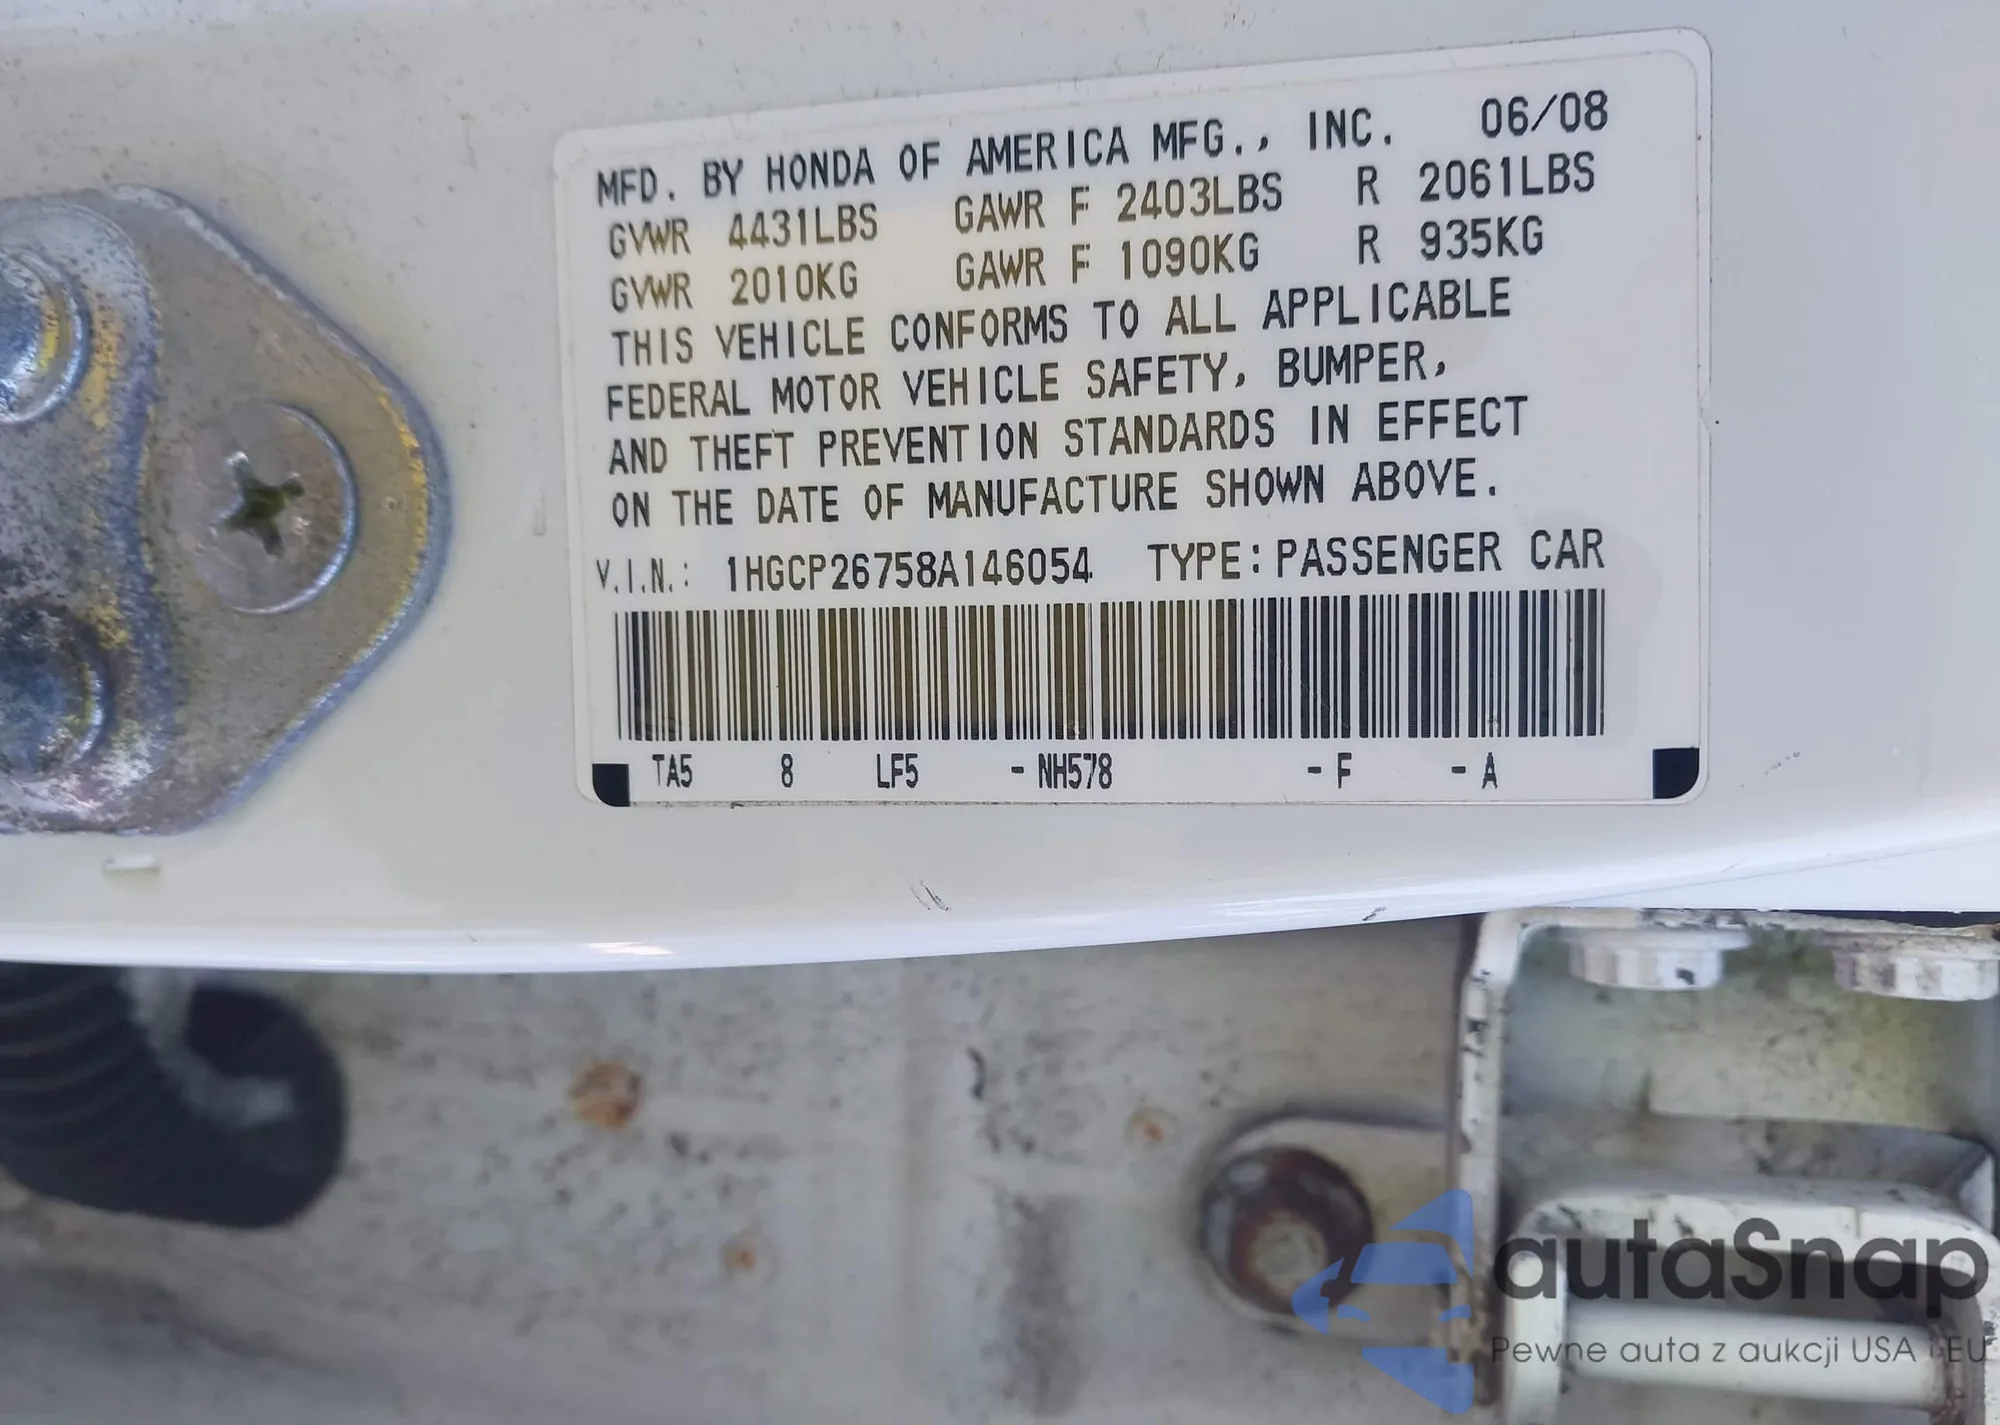 MFD. BY HONDA OF AMERICA MFG., INC. 06/08
GVWR 4431LBS GAWR F 2403LBS R 2061LBS
GVWR 2010KG GAWR F 1090KG R 935KG
THIS VEHICLE CONFORMS TO ALL APPLICABLE
FEDERAL MOTOR VEHICLE SAFETY, BUMPER,
AND THEFT PREVENTION STANDARDS IN EFFECT
ON THE DATE OF MANUFACTURE SHOWN ABOVE.
V.I.N.: 1HGCP26758A146054 TYPE: PASSENGER CAR
TA5 8 LF5 - NH578 - F - A
autaSnap
Pewne auta z aukcji USA i EU